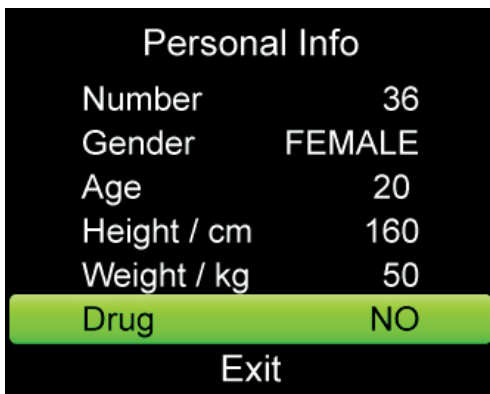 Personal Info
Number 36
Gender FEMALE
Age 20
Height / cm 160
Weight / kg 50
Drug NO
Exit